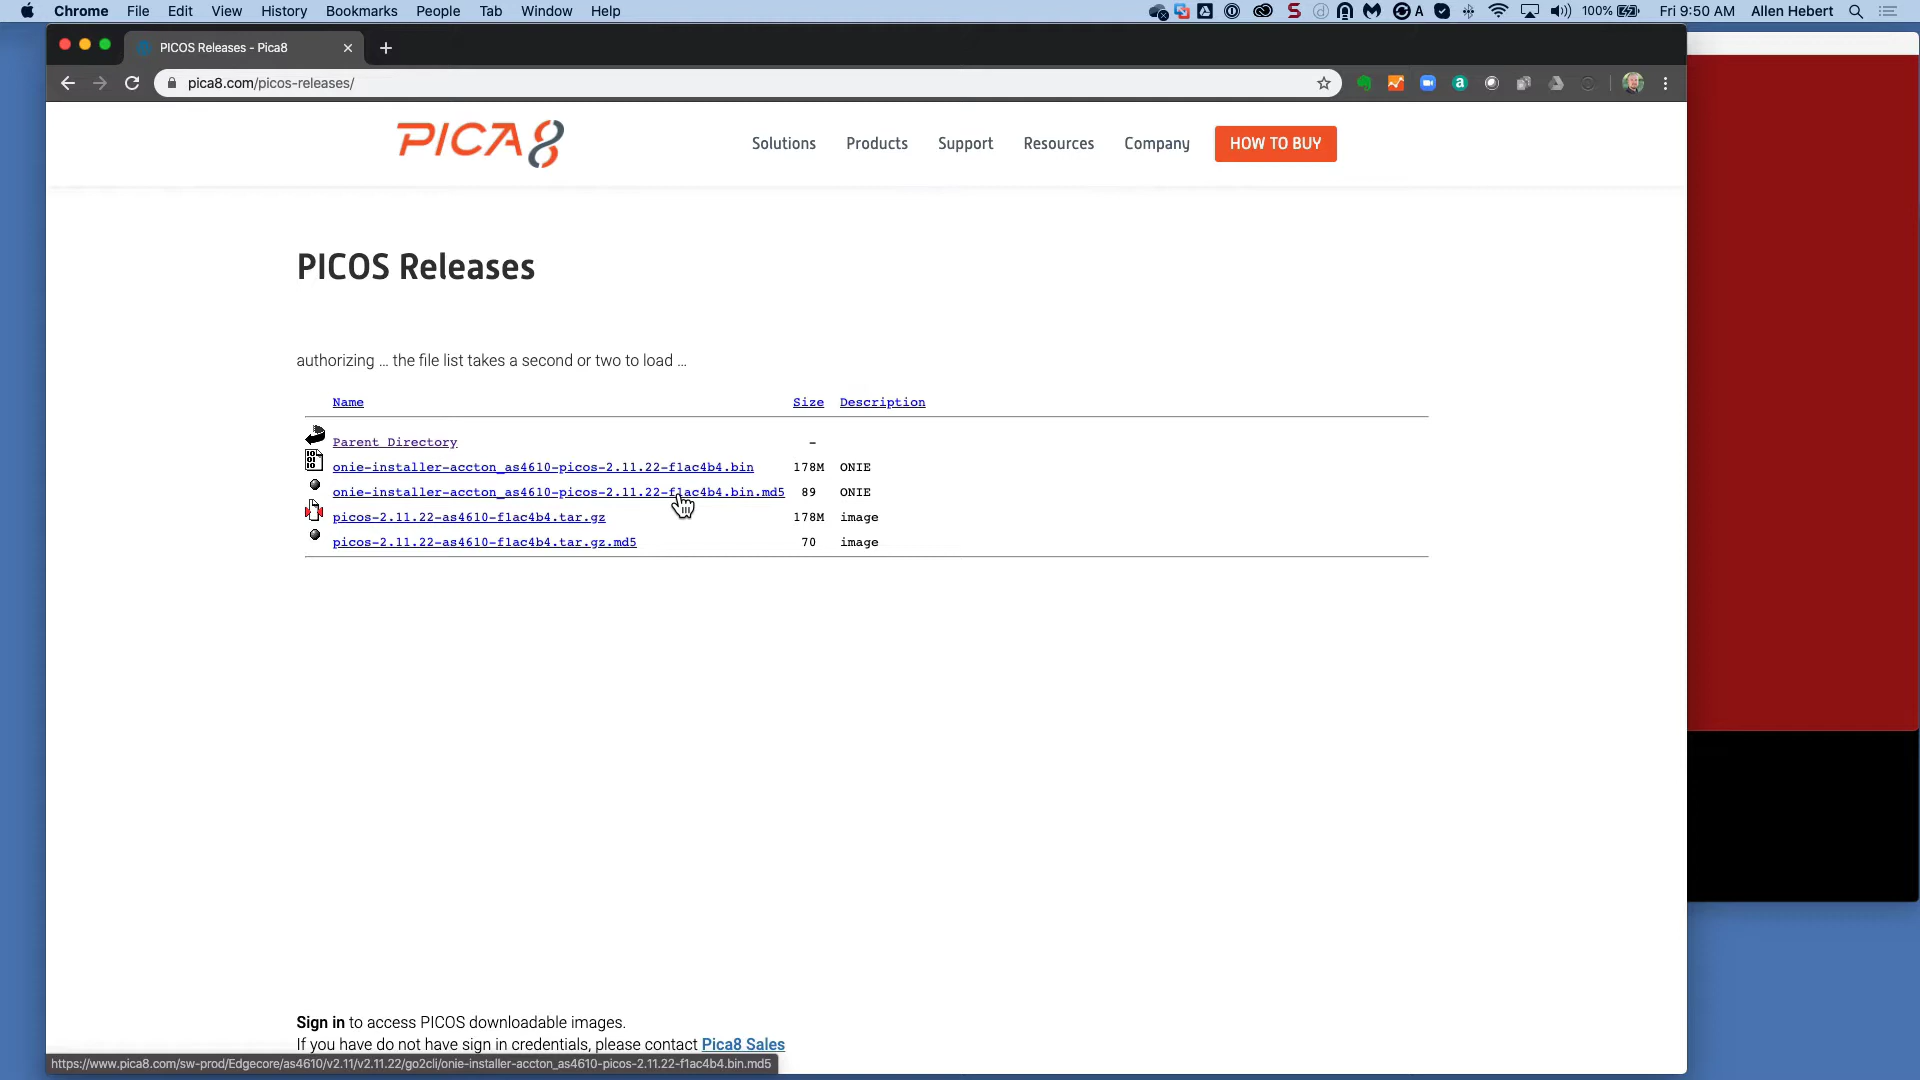 Chrome File Edit View History Bookmarks People Tab Window Help 100% Fri 9:50 AM Allen Hebert
PICOS Releases - Pica8
pica8.com/picos-releases/
PICA8 Solutions Products Support Resources Company HOW TO BUY
PICOS Releases
authorizing ... the file list takes a second or two to load ...
Name Size Description
Parent Directory -
onie-installer-accton_as4610-picos-2.11.22-f1ac4b4.bin 178M ONIE
onie-installer-accton_as4610-picos-2.11.22-f1ac4b4.bin.md5 89 ONIE
picos-2.11.22-as4610-f1ac4b4.tar.gz 178M image
picos-2.11.22-as4610-f1ac4b4.tar.gz.md5 70 image
Sign in to access PICOS downloadable images.
If you have do not have sign in credentials, please contact Pica8 Sales
https://www.pica8.com/sw-prod/Edgecore/as4610/v2.11/v2.11.22/go2cli/onie-installer-accton_as4610-picos-2.11.22-f1ac4b4.bin.md5